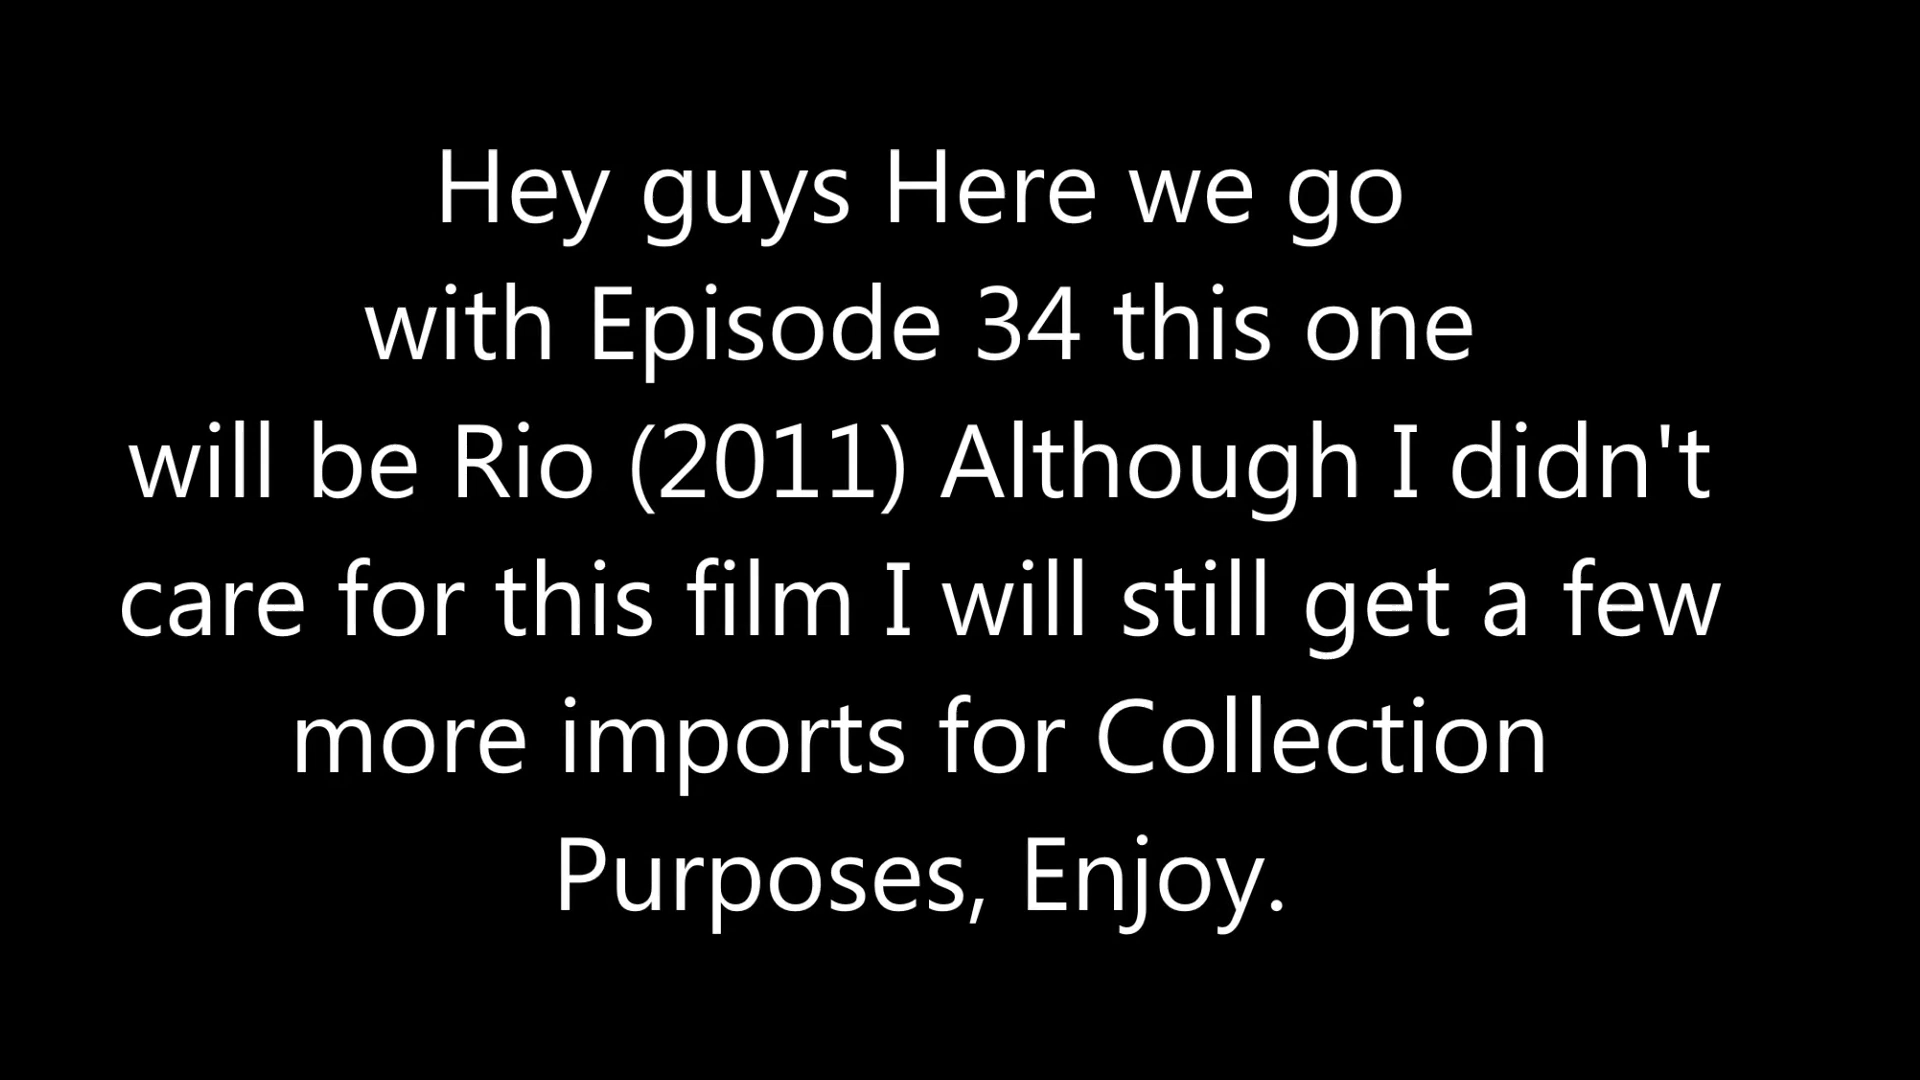 Hey guys Here we go
with Episode 34 this one
will be Rio (2011) Although I didn't
care for this film I will still get a few
more imports for Collection
Purposes, Enjoy.